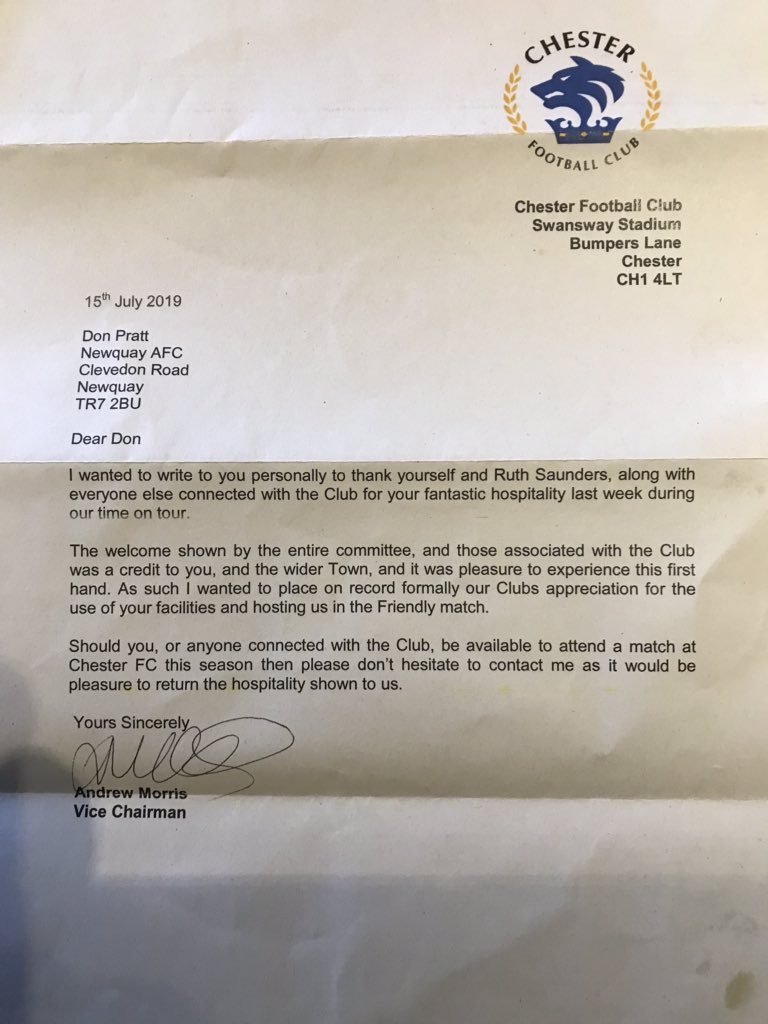 CHESTER
FOOTBALL CLUB
Chester Football Club
Swansway Stadium
Bumpers Lane
Chester
CH1 4LT
15th July 2019
Don Pratt
Newquay AFC
Clevedon Road
Newquay
TR7 2BU
Dear Don
I wanted to write to you personally to thank yourself and Ruth Saunders, along with
everyone else connected with the Club for your fantastic hospitality last week during
our time on tour.
The welcome shown by the entire committee, and those associated with the Club
was a credit to you, and the wider Town, and it was pleasure to experience this first
hand. As such I wanted to place on record formally our Clubs appreciation for the
use of your facilities and hosting us in the Friendly match.
Should you, or anyone connected with the Club, be available to attend a match at
Chester FC this season then please don't hesitate to contact me as it would be
pleasure to return the hospitality shown to us.
Yours Sincerely
Andrew Morris
Vice Chairman